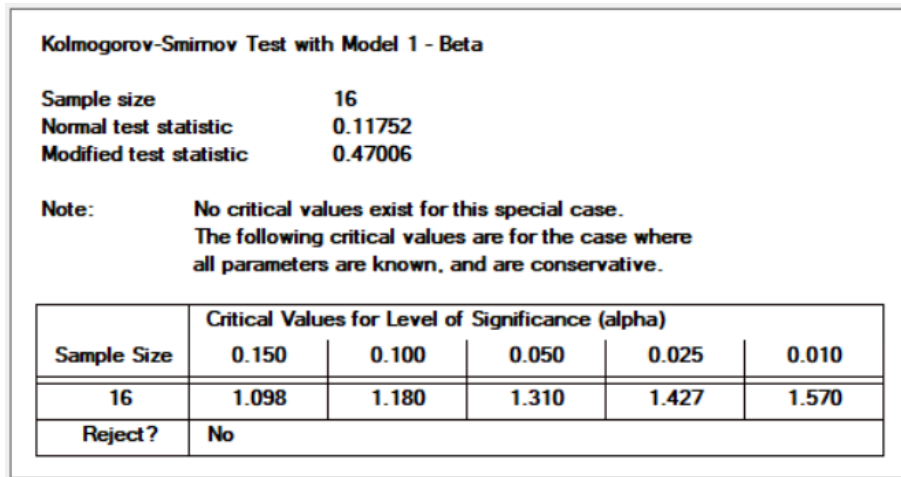 Kolmogorov-Smirnov Test with Model 1 - Beta
Sample size 16
Normal test statistic 0.11752
Modified test statistic 0.47006
Note: No critical values exist for this special case.
The following critical values are for the case where
all parameters are known, and are conservative.
Critical Values for Level of Significance (alpha)
Sample Size 0.150 0.100 0.050 0.025 0.010
16 1.098 1.180 1.310 1.427 1.570
Reject? No